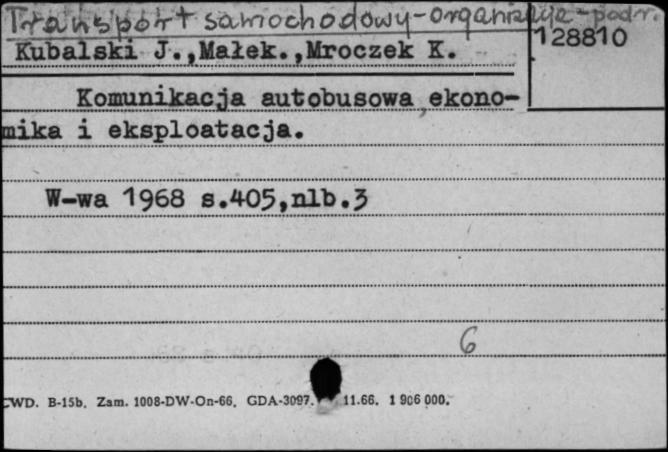 Transport samochodowy-organizacja-podr.
128810
Kubalski J.,Małek.,Mroczek K.
Komunikacja autobusowa,ekono-
mika i eksploatacja.
W-wa 1968 s.405,nlb.3
6
CWD. B-15b. Zam. 1008-DW-On-66. GDA-3097. 11.66. 1 906 000.